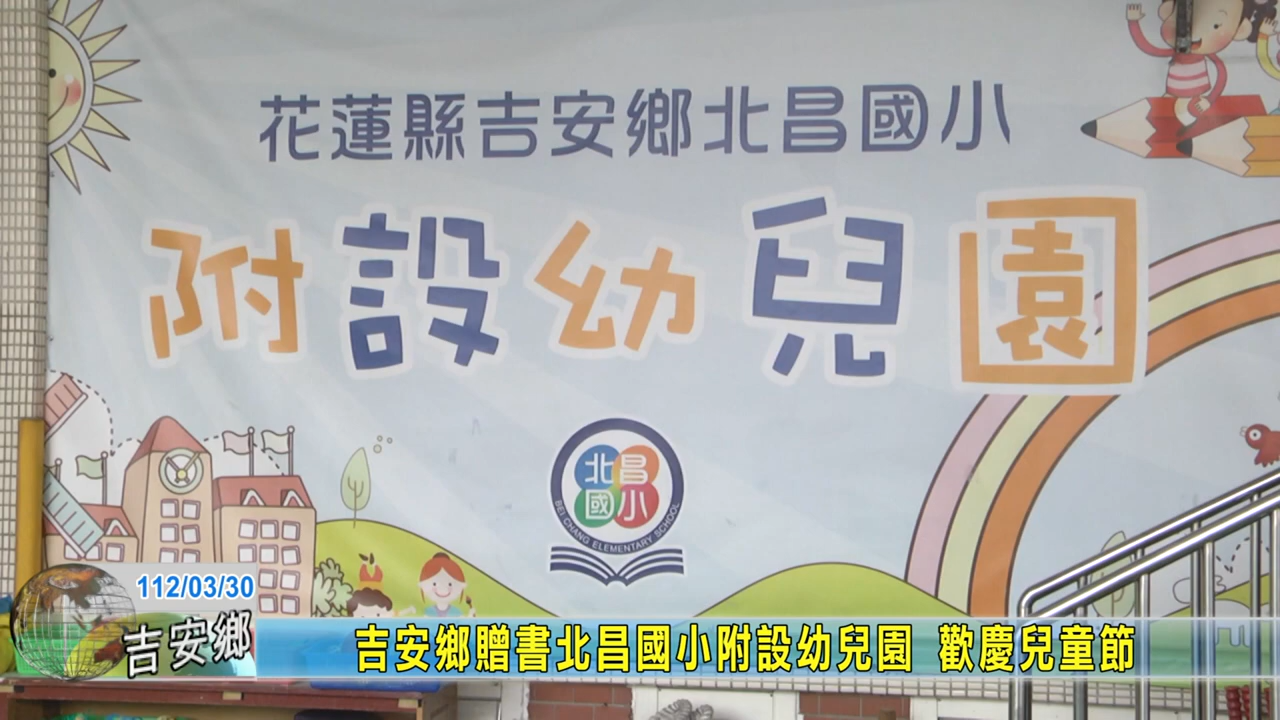 花蓮縣吉安鄉北昌國小
附設幼兒園
北昌
國小
BEI CHANG ELEMENTARY SCHOOL
112/03/30
吉安鄉
吉安鄉贈書北昌國小附設幼兒園 歡慶兒童節